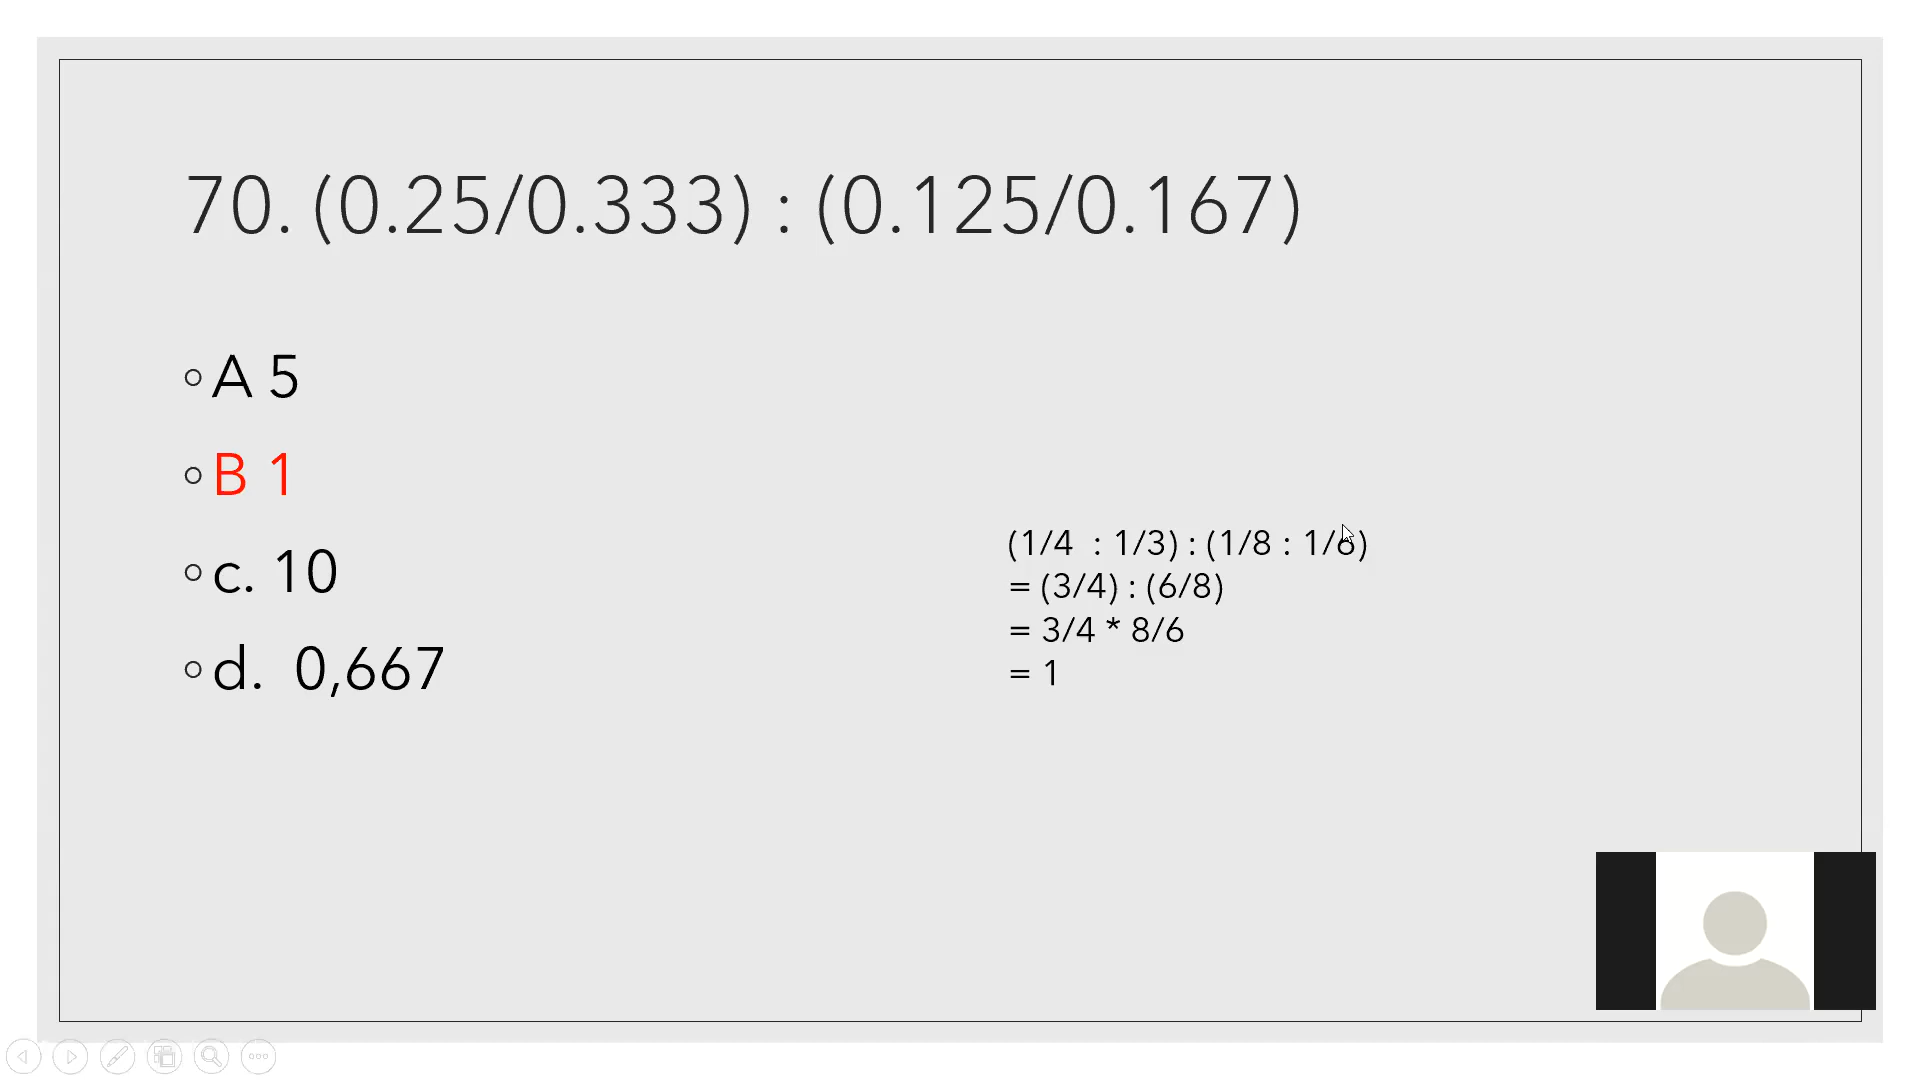 70. (0.25/0.333) : (0.125/0.167)
A 5
B 1
c. 10
d. 0,667
(1/4 : 1/3) : (1/8 : 1/6)
= (3/4) : (6/8)
= 3/4 * 8/6
= 1